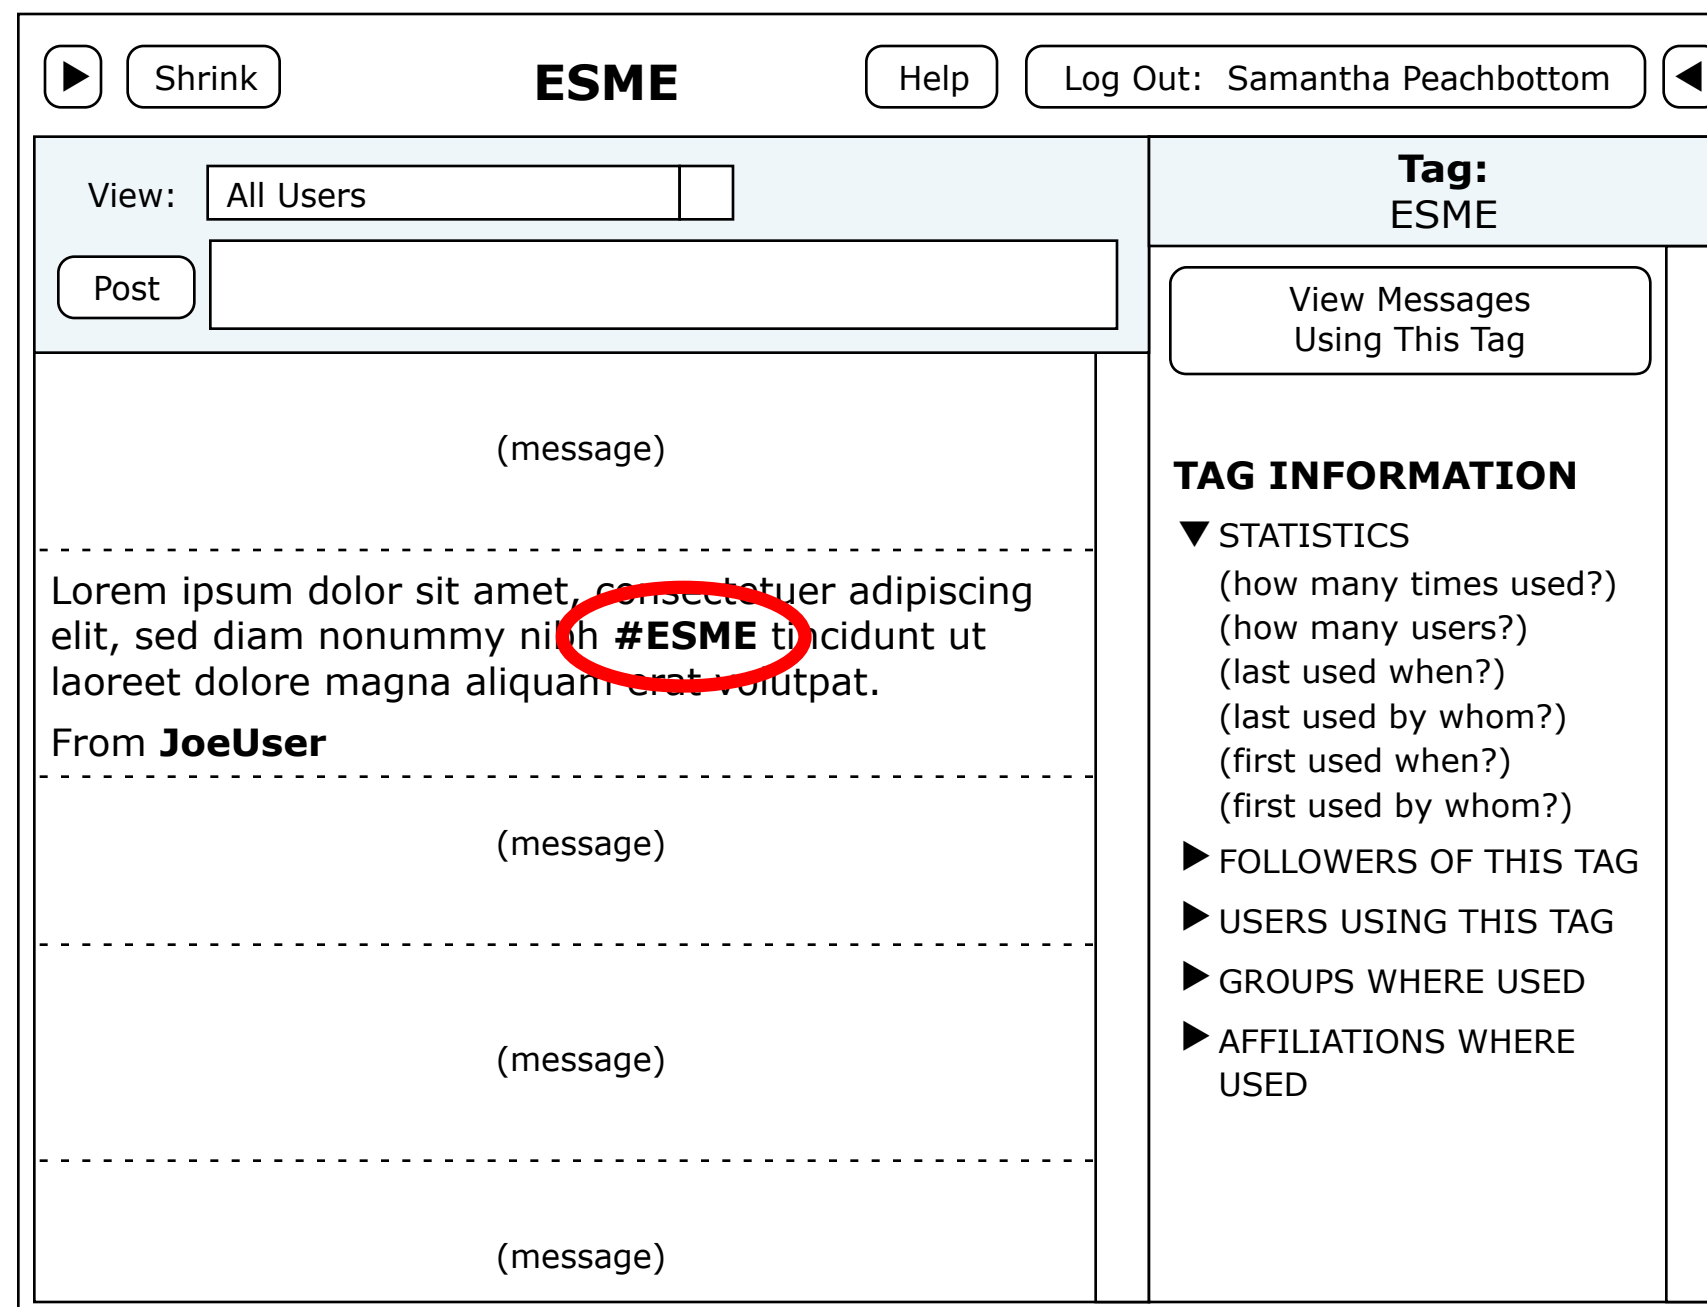 Shrink
ESME
Help
Log Out: Samantha Peachbottom
View:
All Users
Post
(message)
Lorem ipsum dolor sit amet, consectetuer adipiscing
elit, sed diam nonummy nibh #ESME tincidunt ut
laoreet dolore magna aliquam erat volutpat.
From JoeUser
(message)
(message)
(message)
Tag:
ESME
View Messages
Using This Tag
TAG INFORMATION
STATISTICS
(how many times used?)
(how many users?)
(last used when?)
(last used by whom?)
(first used when?)
(first used by whom?)
FOLLOWERS OF THIS TAG
USERS USING THIS TAG
GROUPS WHERE USED
AFFILIATIONS WHERE
USED